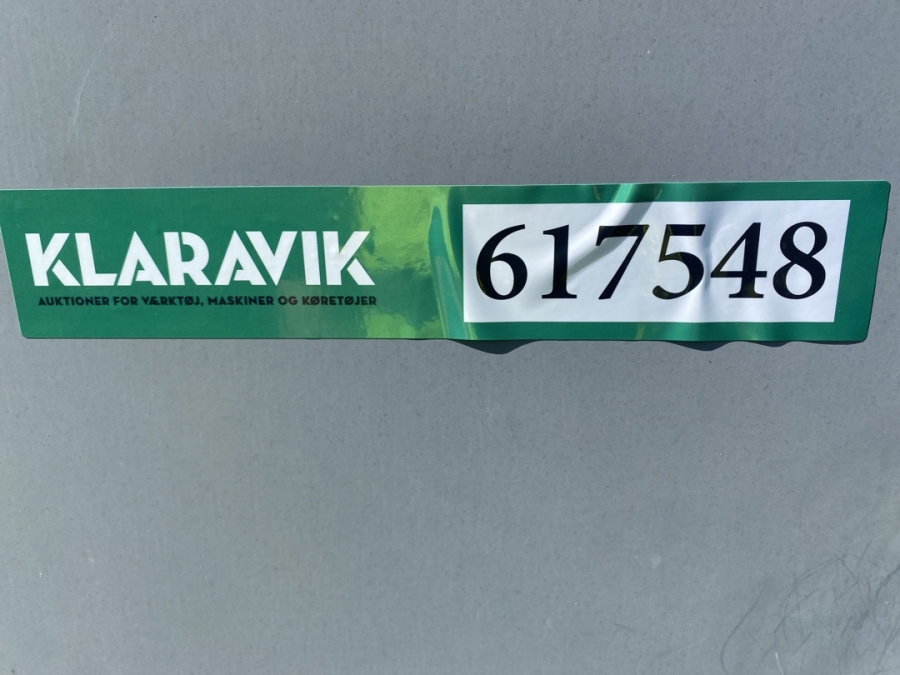 KLARAVIK
AUKTIONER FOR VÆRKTØJ, MASKINER OG KØRETØJER
617548